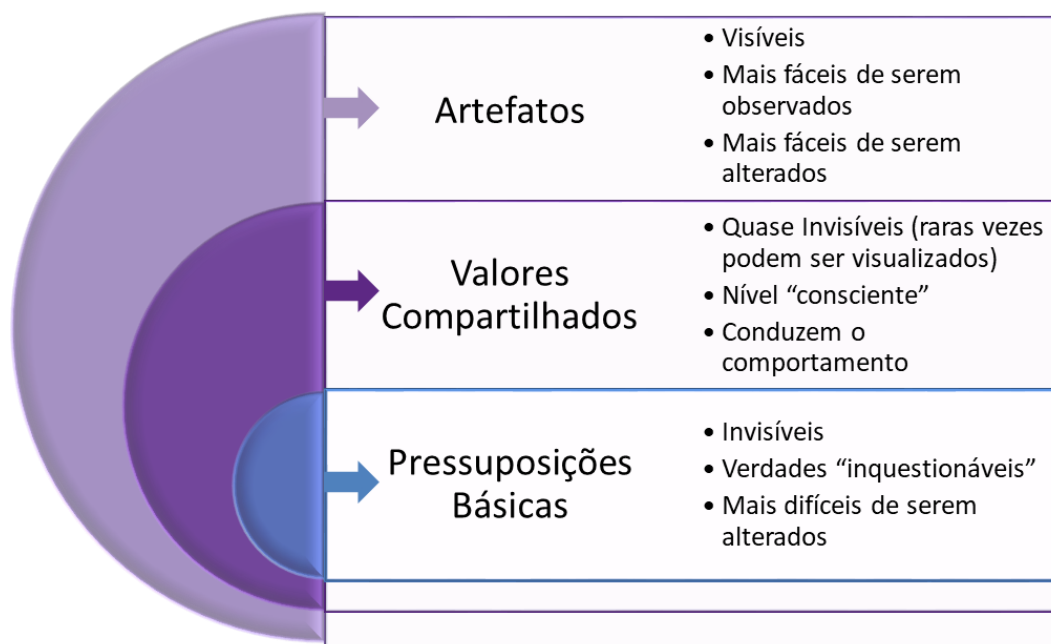 Artefatos
• Visíveis
• Mais fáceis de serem
observados
• Mais fáceis de serem
alterados
Valores
Compartilhados
• Quase Invisíveis (raras vezes
podem ser visualizados)
• Nível “consciente”
• Conduzem o
comportamento
Pressuposições
Básicas
• Invisíveis
• Verdades “inquestionáveis”
• Mais difíceis de serem
alterados